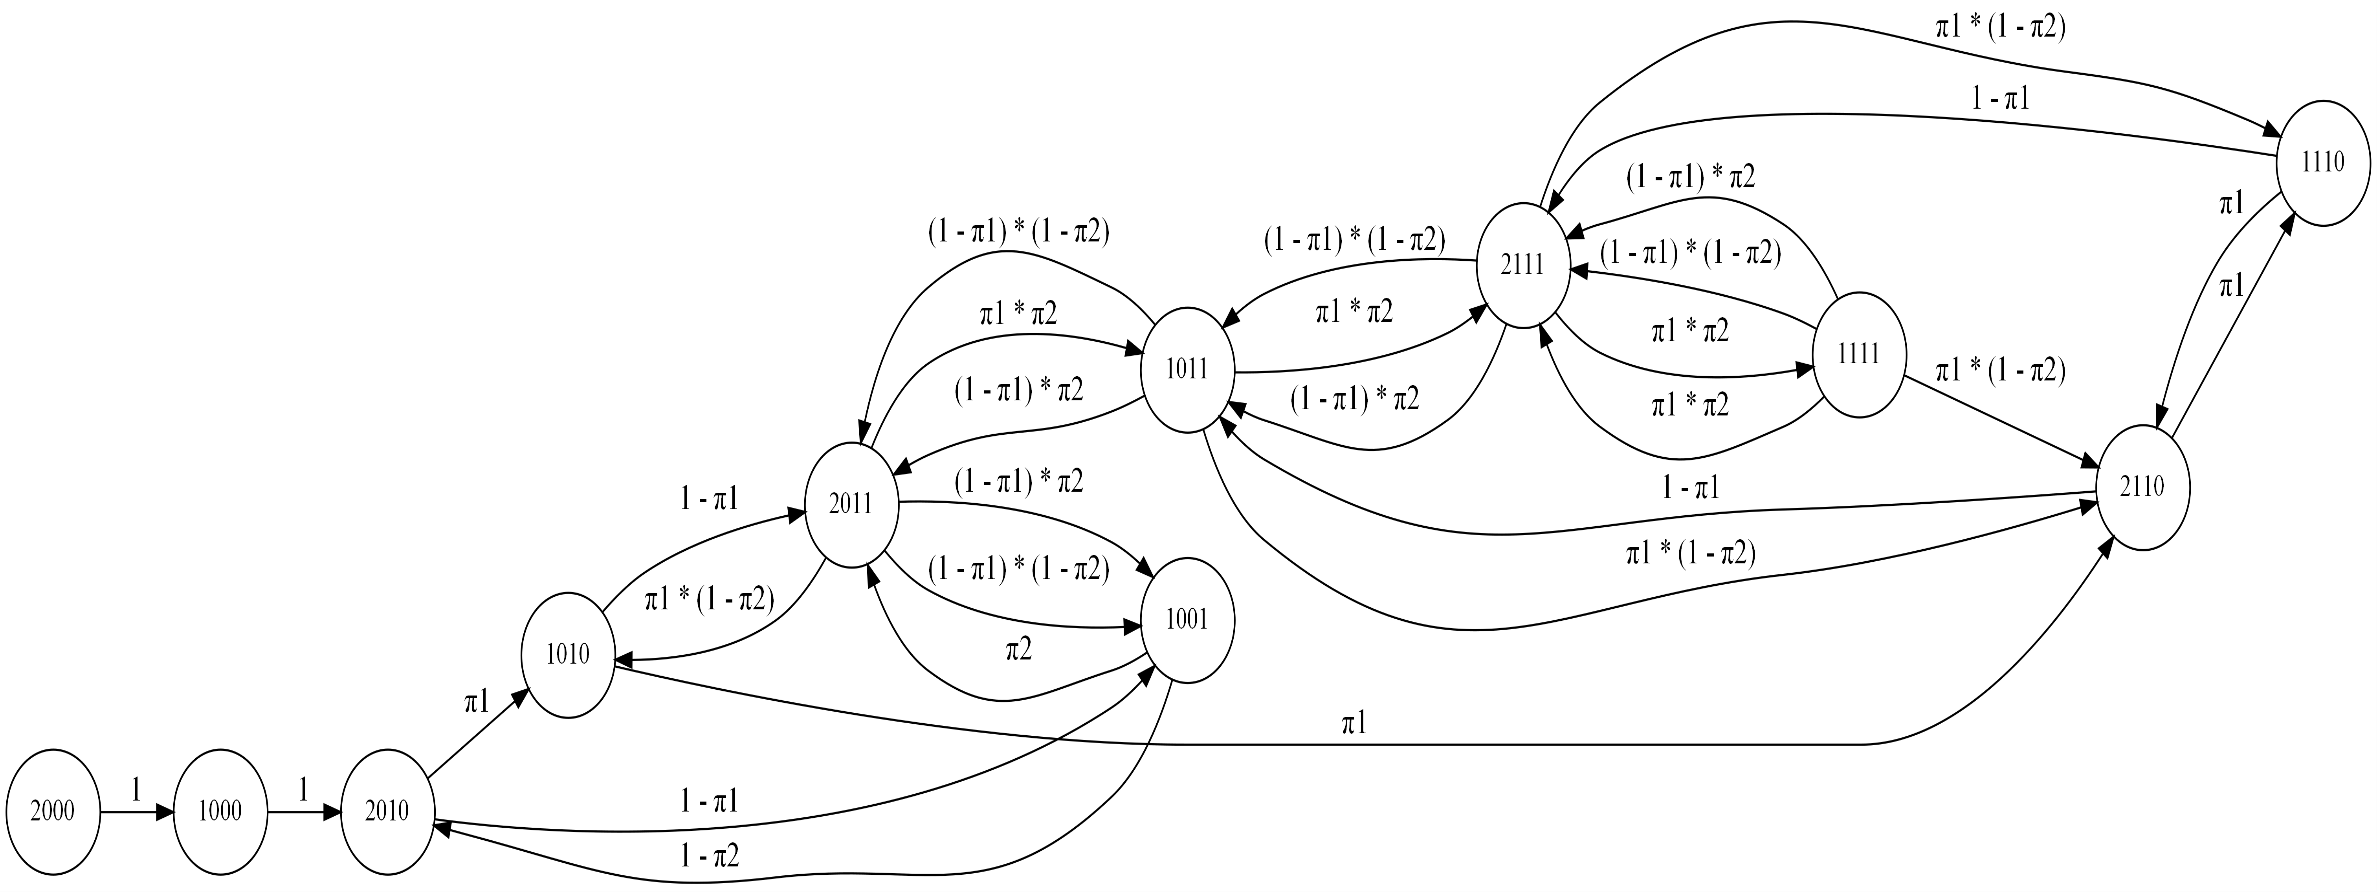 π1 * (1 - π2)
1 - π1
1110
(1 - π1) * π2
π1
(1 - π1) * (1 - π2)
(1 - π1) * (1 - π2)
(1 - π1) * (1 - π2)
2111
π1
π1 * π2
π1 * π2
π1 * π2
1111
1011
π1 * (1 - π2)
(1 - π1) * π2
(1 - π1) * π2
π1 * π2
(1 - π1) * π2
1 - π1
2110
1 - π1
2011
π1 * (1 - π2)
(1 - π1) * (1 - π2)
π1 * (1 - π2)
1001
1010
π2
π1
π1
1
1
1 - π1
2000
1000
2010
1 - π2